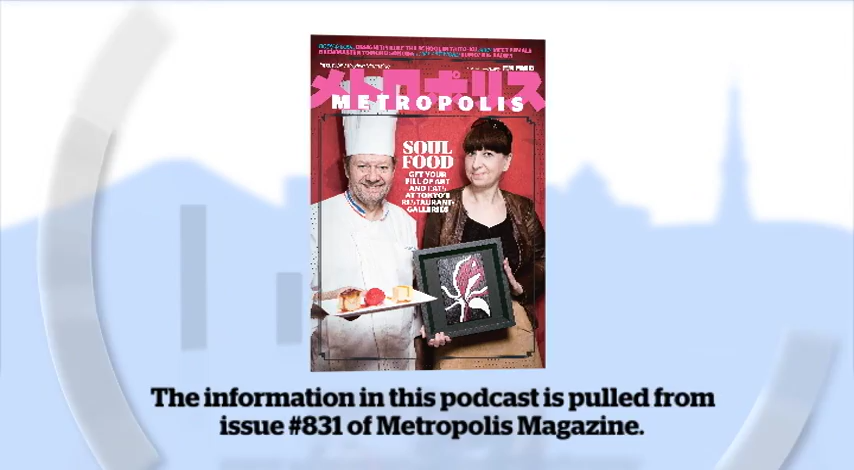 メトロポリス
METROPOLIS
SOUL
FOOD
GET YOUR
FILL OF ART
AND EATS
AT TOKYO'S
RESTAURANT-
GALLERIES
The information in this podcast is pulled from
issue #831 of Metropolis Magazine.